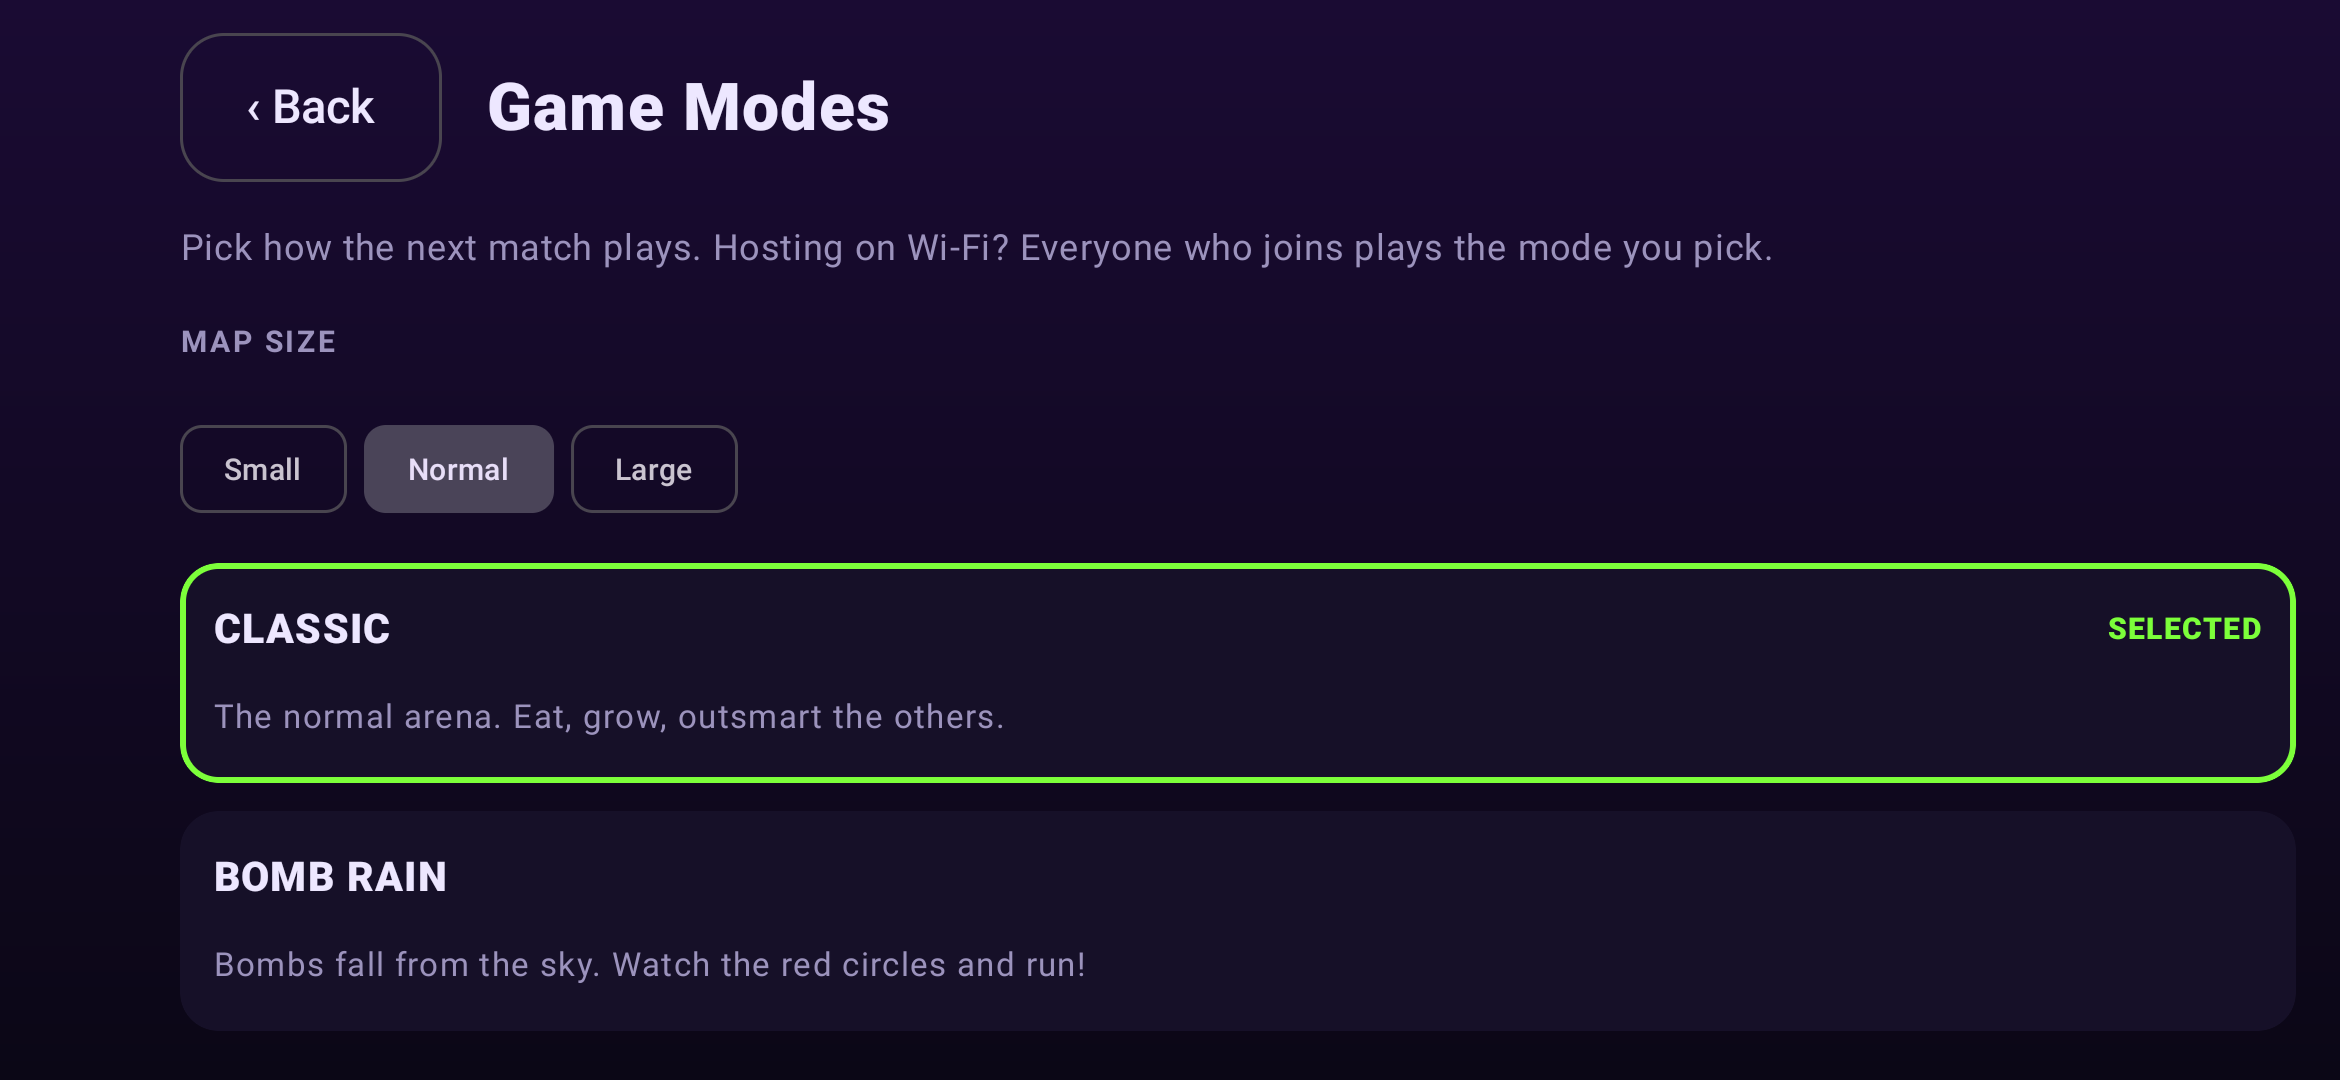 ‹ Back
Game Modes
Pick how the next match plays. Hosting on Wi-Fi? Everyone who joins plays the mode you pick.
MAP SIZE
Small
Normal
Large
CLASSIC
SELECTED
The normal arena. Eat, grow, outsmart the others.
BOMB RAIN
Bombs fall from the sky. Watch the red circles and run!